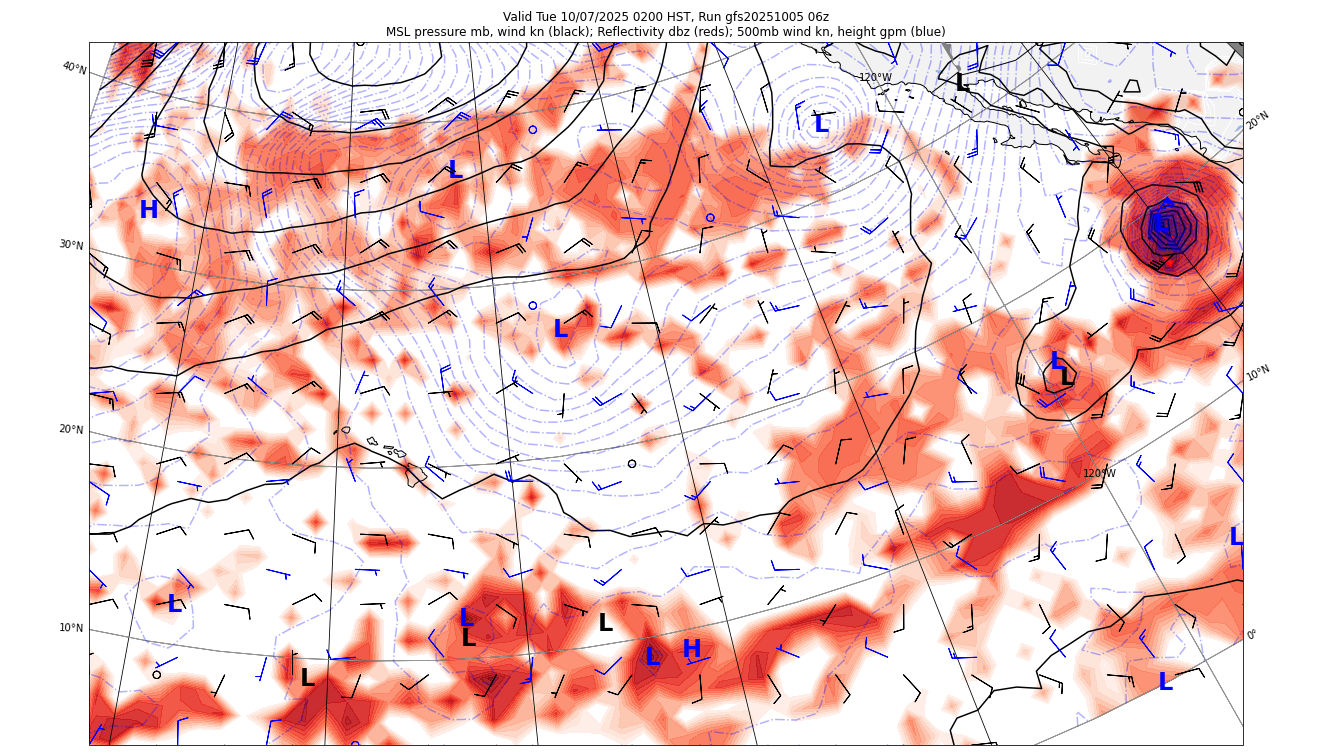 Valid Tue 10/07/2025 0200 HST, Run gfs20251005 06z
MSL pressure mb, wind kn (black); Reflectivity dbz (reds); 500mb wind kn, height gpm (blue)
40°N
120°W
L
L
20°N
L
H
L
30°N
L
L
L
10°N
20°N
120°W
L
L
L
L
10°N
L
L
H
L
L
L
0°